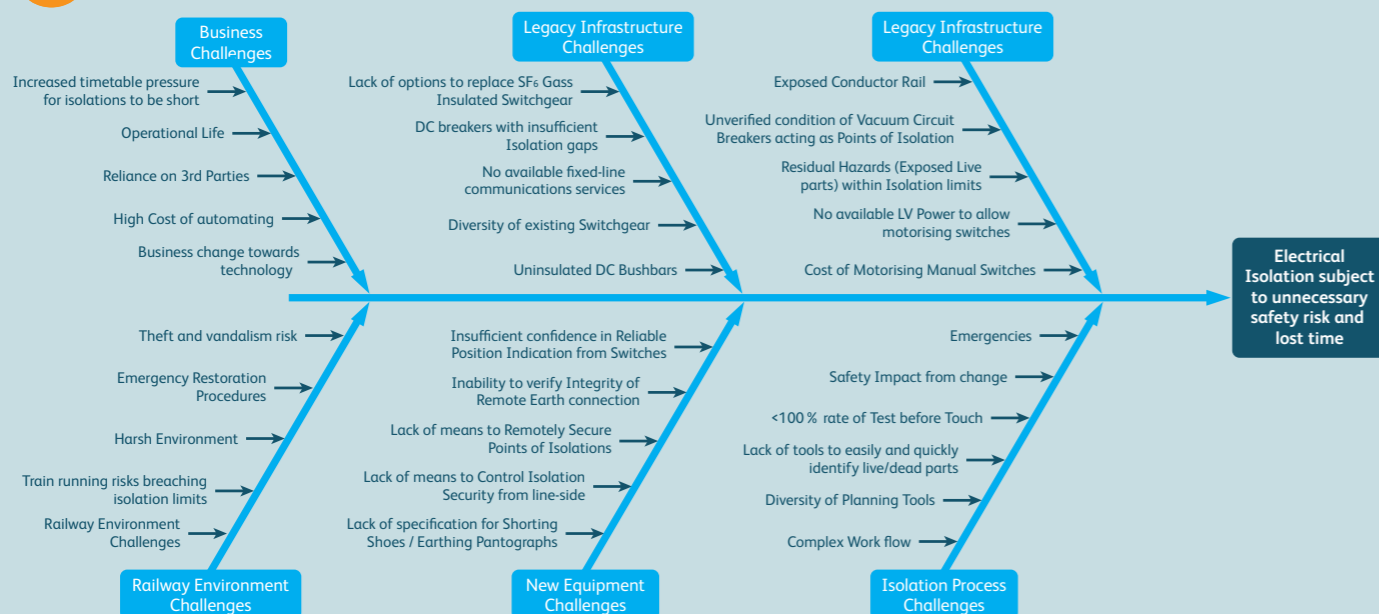 Business
Challenges
Increased timetable pressure
for isolations to be short
Operational Life
Reliance on 3rd Parties
High Cost of automating
Business change towards
technology
Legacy Infrastructure
Challenges
Lack of options to replace SF₆ Gass
Insulated Switchgear
DC breakers with insufficient
Isolation gaps
No available fixed-line
communications services
Diversity of existing Switchgear
Uninsulated DC Bushbars
Legacy Infrastructure
Challenges
Exposed Conductor Rail
Unverified condition of Vacuum Circuit
Breakers acting as Points of Isolation
Residual Hazards (Exposed Live
parts) within Isolation limits
No available LV Power to allow
motorising switches
Cost of Motorising Manual Switches
Electrical
Isolation subject
to unnecessary
safety risk and
lost time
Theft and vandalism risk
Emergency Restoration
Procedures
Harsh Environment
Train running risks breaching
isolation limits
Railway Environment
Challenges
Railway Environment
Challenges
Insufficient confidence in Reliable
Position Indication from Switches
Inability to verify Integrity of
Remote Earth connection
Lack of means to Remotely Secure
Points of Isolations
Lack of means to Control Isolation
Security from line-side
Lack of specification for Shorting
Shoes / Earthing Pantographs
New Equipment
Challenges
Emergencies
Safety Impact from change
<100 % rate of Test before Touch
Lack of tools to easily and quickly
identify live/dead parts
Diversity of Planning Tools
Complex Work flow
Isolation Process
Challenges